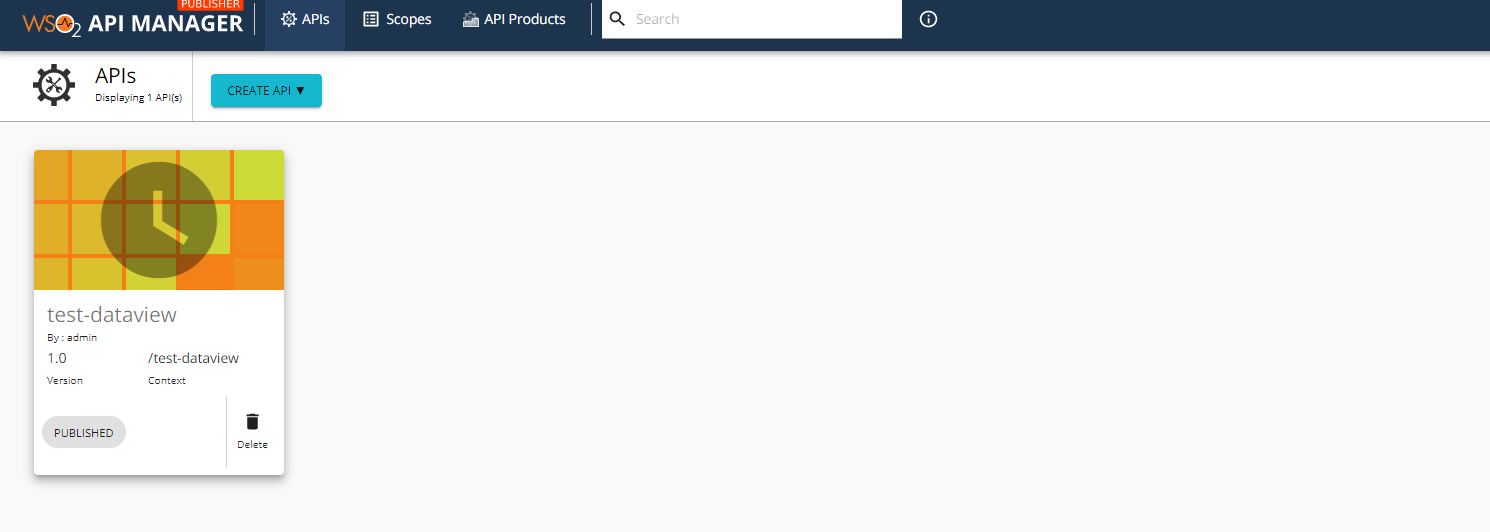 PUBLISHER
WSO2 API MANAGER
APIs
Scopes
API Products
Search
APIs
Displaying 1 API(s)
CREATE API ▼
test-dataview
By : admin
1.0 /test-dataview
Version Context
PUBLISHED
Delete